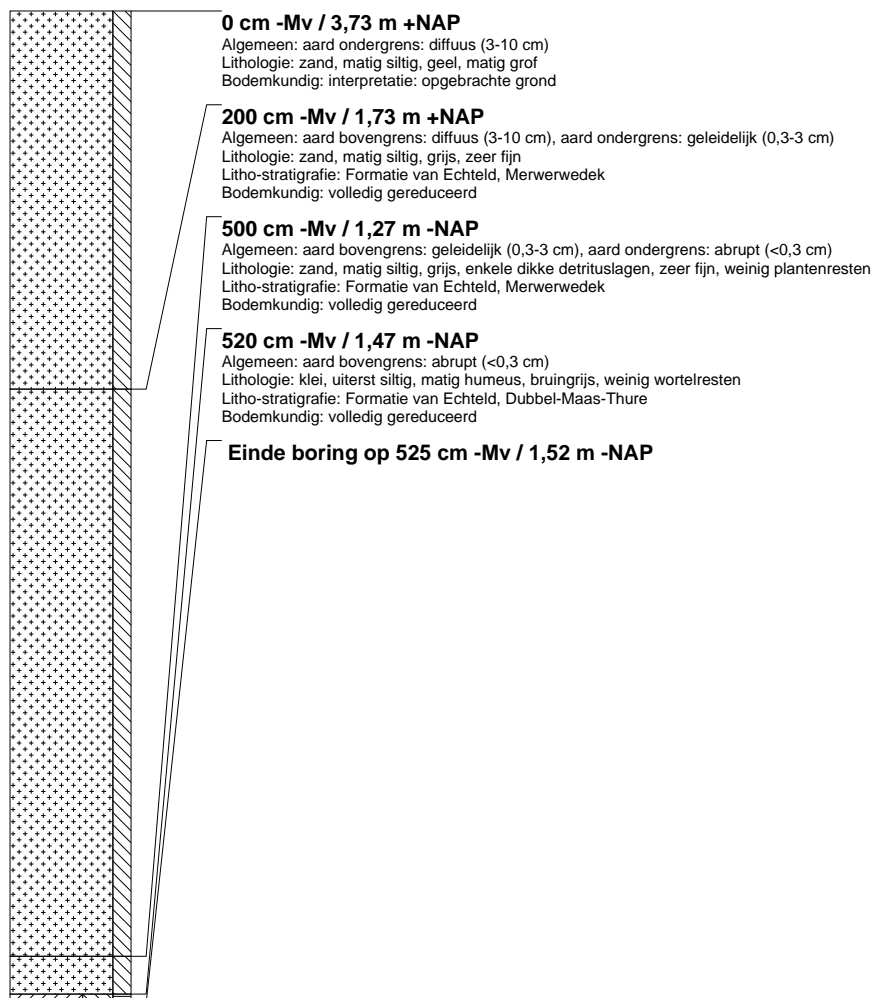 0 cm -Mv / 3,73 m +NAP
Algemeen: aard ondergrens: diffuus (3-10 cm)
Lithologie: zand, matig siltig, geel, matig grof
Bodemkundig: interpretatie: opgebrachte grond
200 cm -Mv / 1,73 m +NAP
Algemeen: aard bovengrens: diffuus (3-10 cm), aard ondergrens: geleidelijk (0,3-3 cm)
Lithologie: zand, matig siltig, grijs, zeer fijn
Litho-stratigrafie: Formatie van Echteld, Merwerwedek
Bodemkundig: volledig gereduceerd
500 cm -Mv / 1,27 m -NAP
Algemeen: aard bovengrens: geleidelijk (0,3-3 cm), aard ondergrens: abrupt (<0,3 cm)
Lithologie: zand, matig siltig, grijs, enkele dikke detrituslagen, zeer fijn, weinig plantenresten
Litho-stratigrafie: Formatie van Echteld, Merwerwedek
Bodemkundig: volledig gereduceerd
520 cm -Mv / 1,47 m -NAP
Algemeen: aard bovengrens: abrupt (<0,3 cm)
Lithologie: klei, uiterst siltig, matig humeus, bruingrijs, weinig wortelresten
Litho-stratigrafie: Formatie van Echteld, Dubbel-Maas-Thure
Bodemkundig: volledig gereduceerd
Einde boring op 525 cm -Mv / 1,52 m -NAP